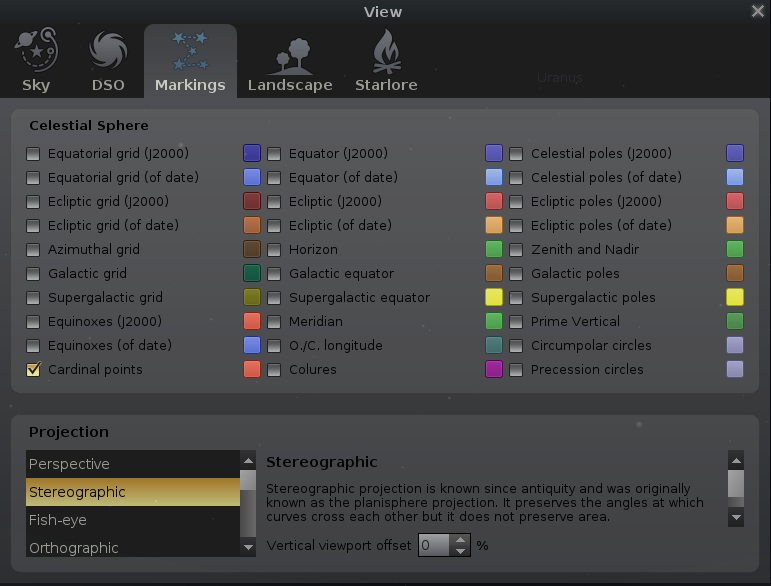 View
Sky DSO Markings Landscape Starlore
Uranus
Celestial Sphere
Equatorial grid (J2000) Equator (J2000) Celestial poles (J2000)
Equatorial grid (of date) Equator (of date) Celestial poles (of date)
Ecliptic grid (J2000) Ecliptic (J2000) Ecliptic poles (J2000)
Ecliptic grid (of date) Ecliptic (of date) Ecliptic poles (of date)
Azimuthal grid Horizon Zenith and Nadir
Galactic grid Galactic equator Galactic poles
Supergalactic grid Supergalactic equator Supergalactic poles
Equinoxes (J2000) Meridian Prime Vertical
Equinoxes (of date) O./C. longitude Circumpolar circles
Cardinal points Colures Precession circles
Projection
Perspective
Stereographic
Fish-eye
Orthographic
Stereographic
Stereographic projection is known since antiquity and was originally
known as the planisphere projection. It preserves the angles at which
curves cross each other but it does not preserve area.
Vertical viewport offset 0 %